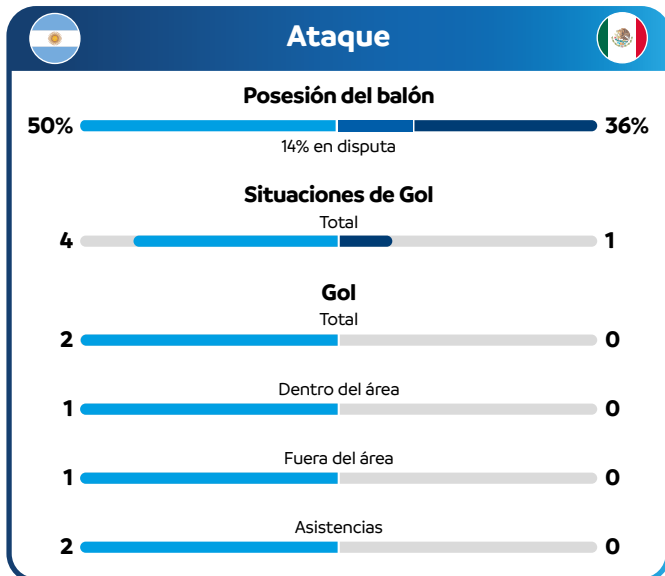 Ataque
Posesión del balón
50% 36%
14% en disputa
Situaciones de Gol
Total
4 1
Gol
Total
2 0
Dentro del área
1 0
Fuera del área
1 0
Asistencias
2 0